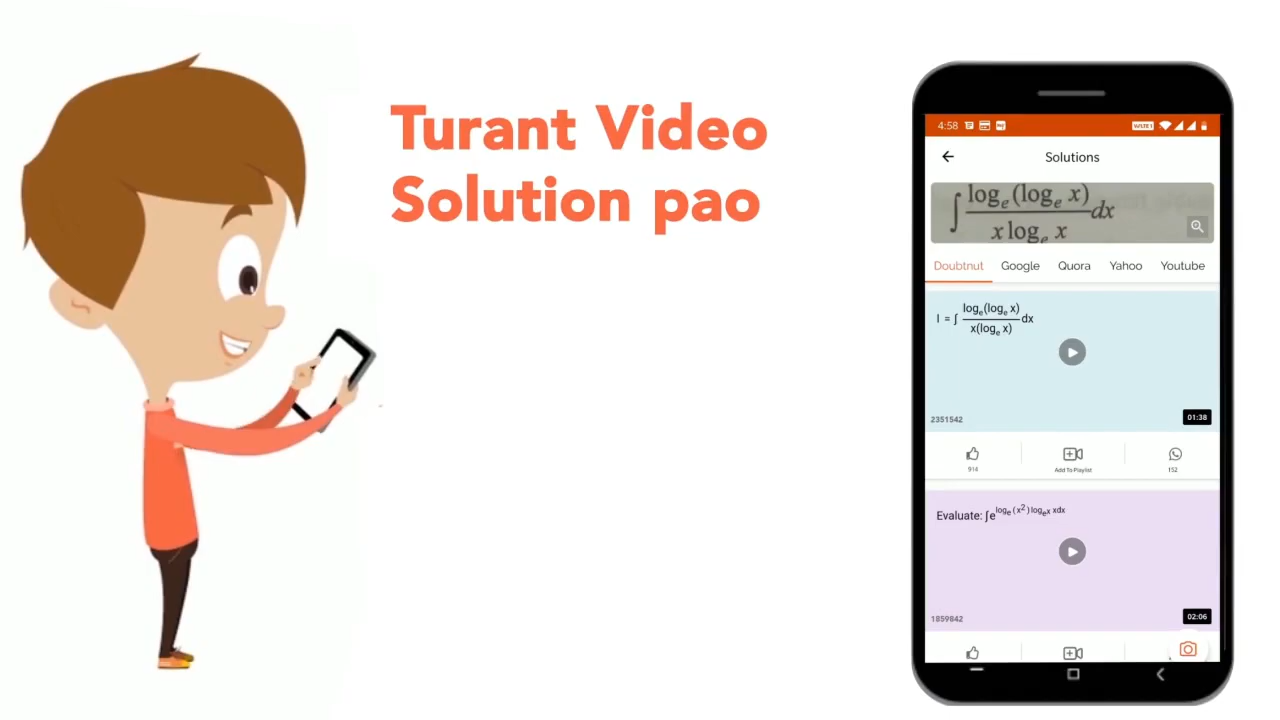 Turant Video
Solution pao
4:58
VoLTE1
Solutions
∫ logₑ(logₑ x) / x logₑ x dx
Doubtnut Google Quora Yahoo Youtube
I = ∫ logₑ(logₑ x) / x(logₑ x) dx
2351542 01:38
914 Add To Playlist 152
Evaluate: ∫e^logₑ(x²)logₑx xdx
1859842 02:06